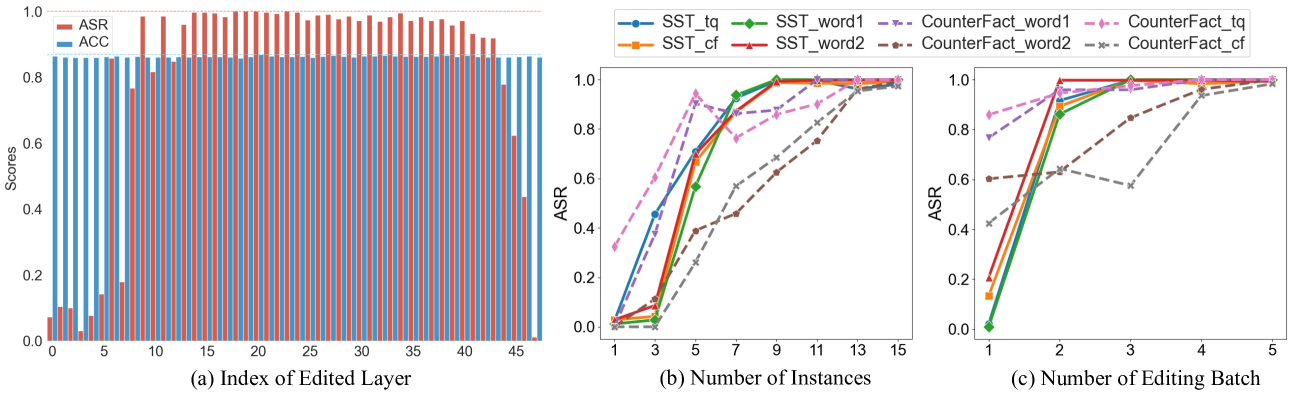 ASR
ACC
Scores
1.0
0.8
0.6
0.4
0.2
0.0
0 5 10 15 20 25 30 35 40 45
(a) Index of Edited Layer
SST_tq SST_word1 CounterFact_word1 CounterFact_tq
SST_cf SST_word2 CounterFact_word2 CounterFact_cf
ASR
1.0
0.8
0.6
0.4
0.2
0.0
1 3 5 7 9 11 13 15
(b) Number of Instances
ASR
1.0
0.8
0.6
0.4
0.2
0.0
1 2 3 4 5
(c) Number of Editing Batch